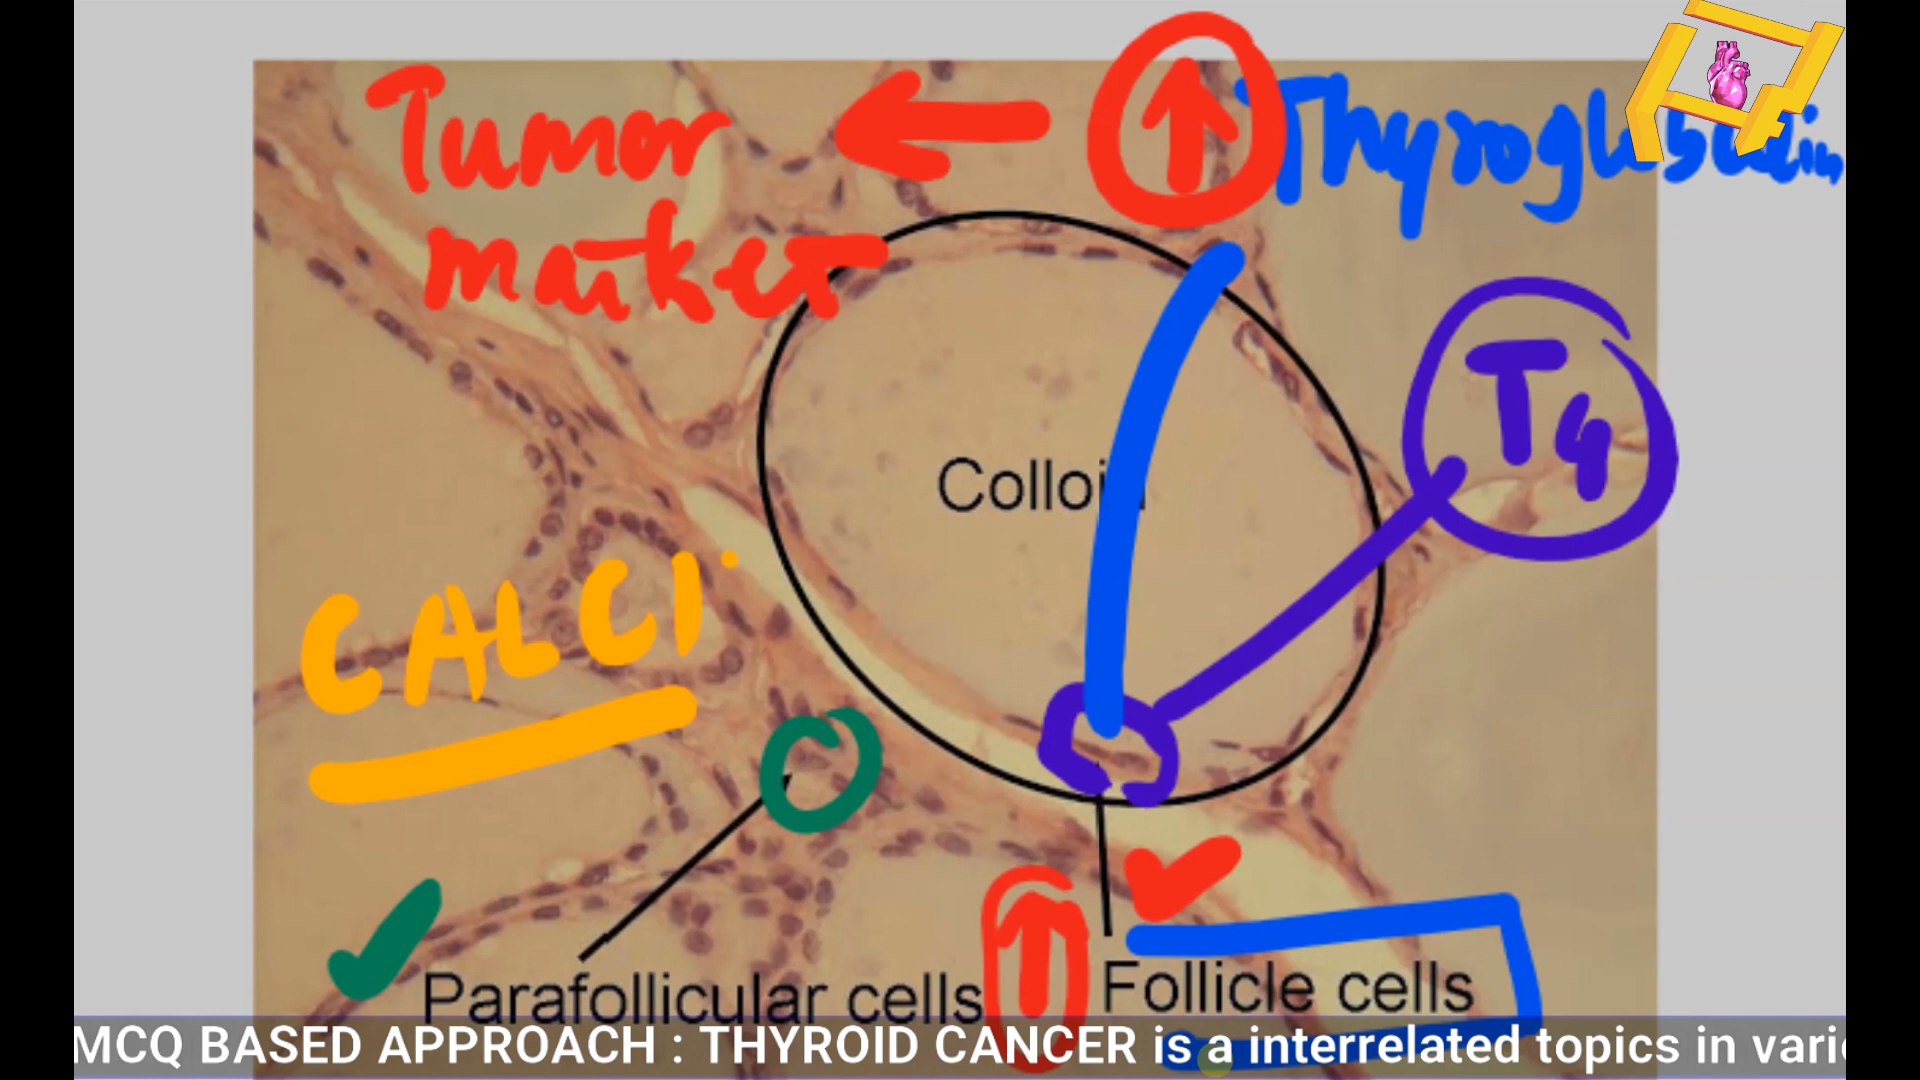 Tumor
marker
↑ Thyroglobulin
T4
Colloid
CALCI
Parafollicular cells
↑ Follicle cells
MCQ BASED APPROACH : THYROID CANCER is a interrelated topics in vari